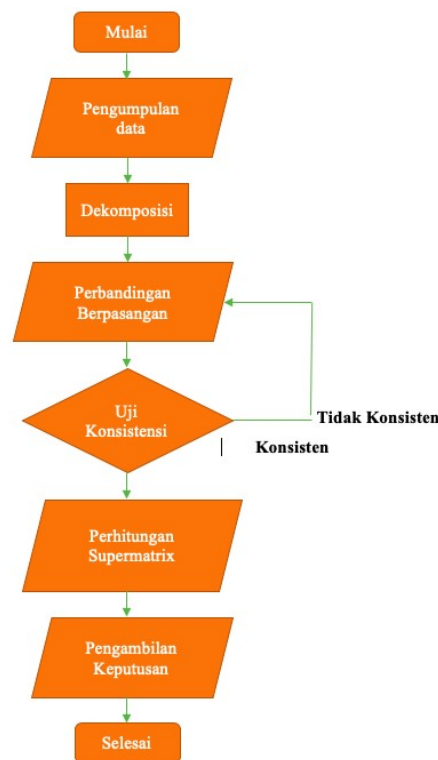 Mulai
Pengumpulan
data
Dekomposisi
Perbandingan
Berpasangan
Uji
Konsistensi
Tidak Konsisten
Konsisten
Perhitungan
Supermatrix
Pengambilan
Keputusan
Selesai